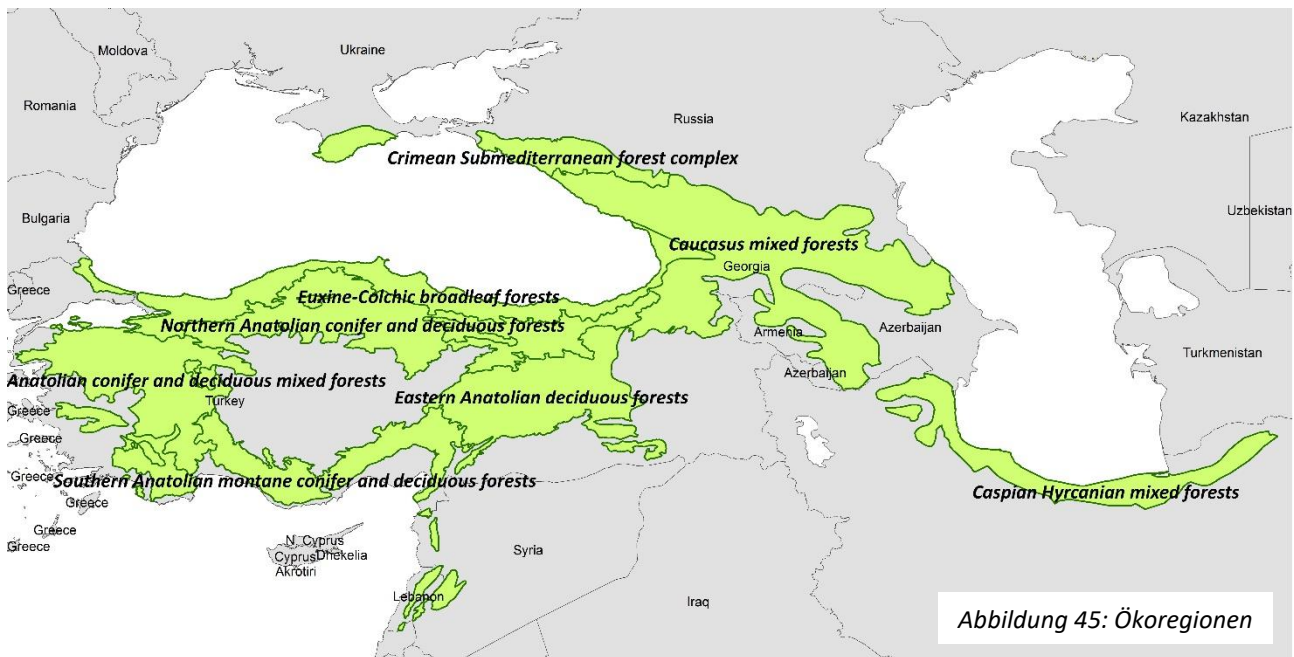 Moldova
Ukraine
Romania
Russia
Kazakhstan
Crimean Submediterranean forest complex
Bulgaria
Uzbekistan
Caucasus mixed forests
Georgia
Greece
Euxine-Colchic broadleaf forests
Northern Anatolian conifer and deciduous forests
Armenia
Azerbaijan
Turkmenistan
Azerbaijan
Anatolian conifer and deciduous mixed forests
Turkey
Eastern Anatolian deciduous forests
Greece
Greece
Greece
Southern Anatolian montane conifer and deciduous forests
Caspian Hyrcanian mixed forests
Greece
Greece
Greece
N. Cyprus
Cyprus
Dhekelia
Akrotiri
Syria
Lebanon
Iraq
Abbildung 45: Ökoregionen